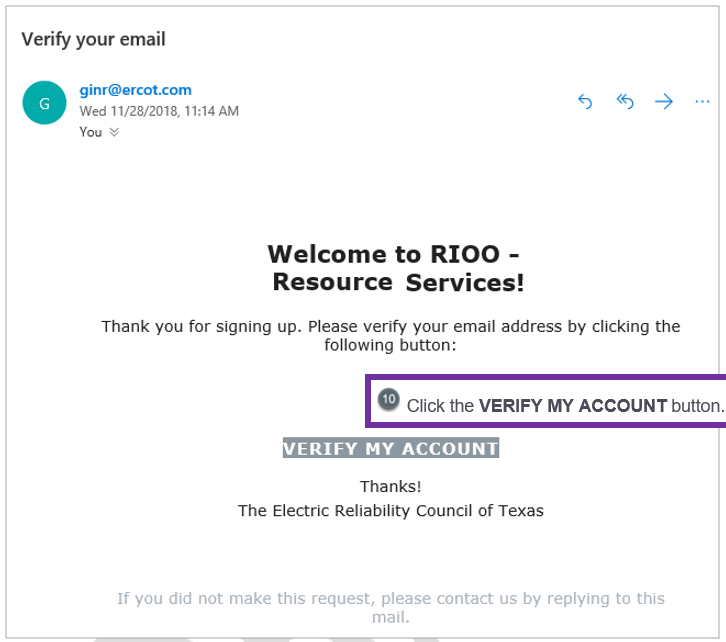 Verify your email
G
ginr@ercot.com
Wed 11/28/2018, 11:14 AM
You
Welcome to RIOO -
Resource Services!
Thank you for signing up. Please verify your email address by clicking the
following button:
10 Click the VERIFY MY ACCOUNT button.
VERIFY MY ACCOUNT
Thanks!
The Electric Reliability Council of Texas
If you did not make this request, please contact us by replying to this
mail.